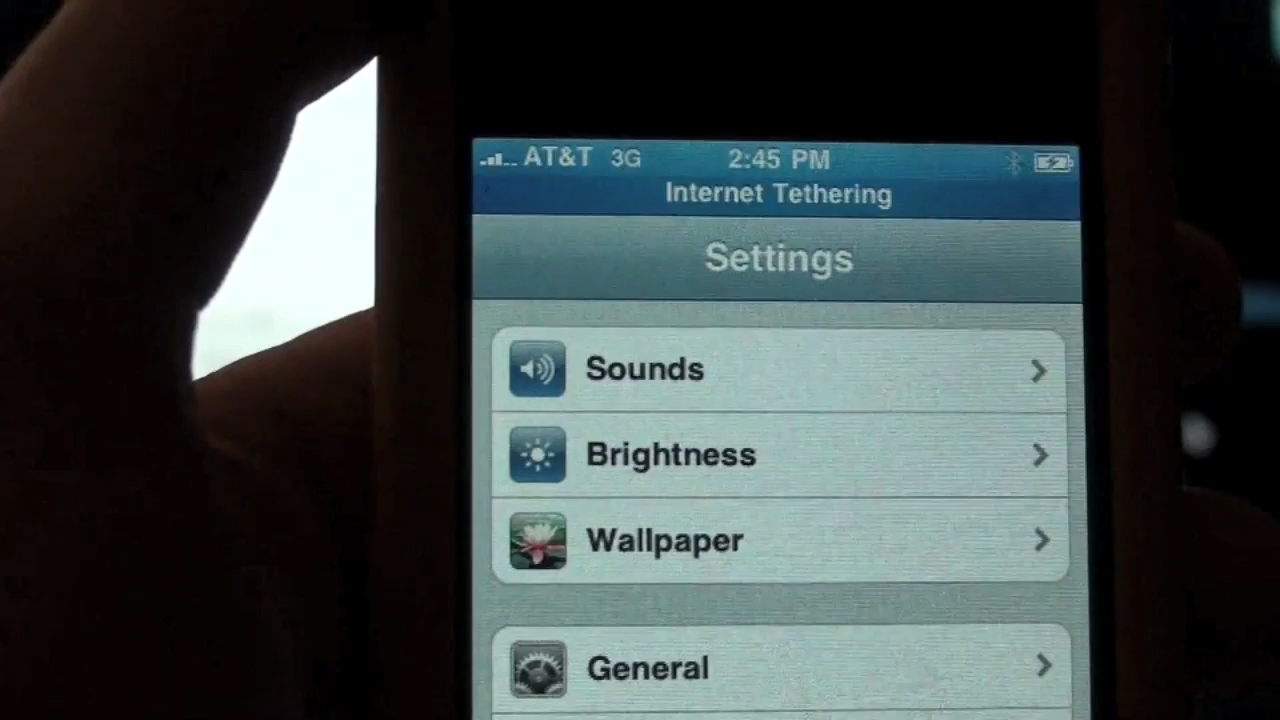 AT&T 3G 2:45 PM
Internet Tethering
Settings
Sounds
Brightness
Wallpaper
General